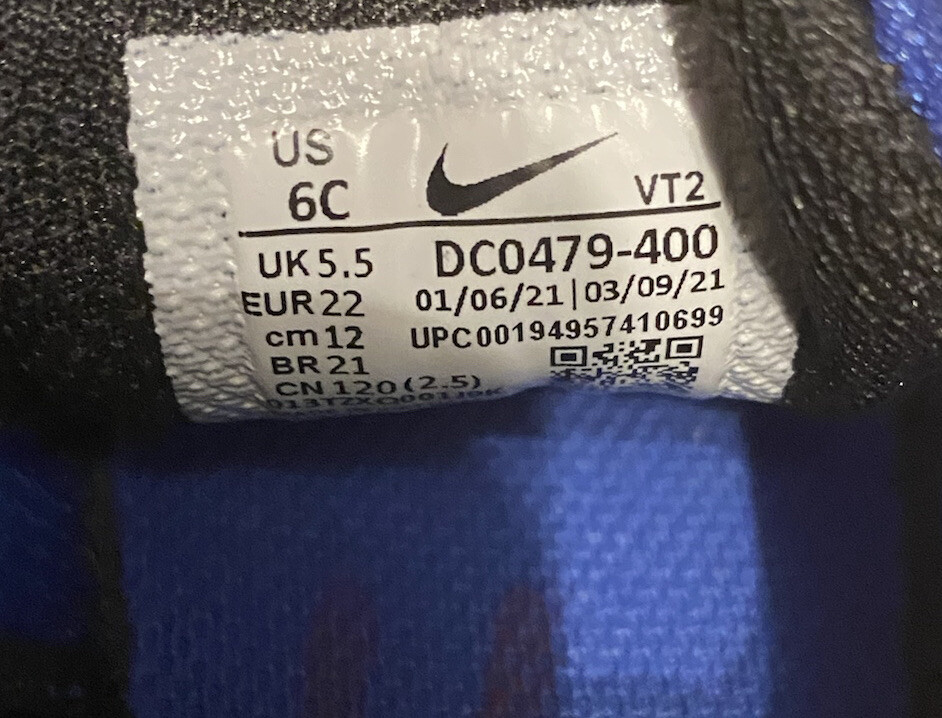 US
6C VT2
UK 5.5 DC0479-400
EUR 22 01/06/21|03/09/21
cm 12 UPC 00194957410699
BR 21
CN 120 (2.5)